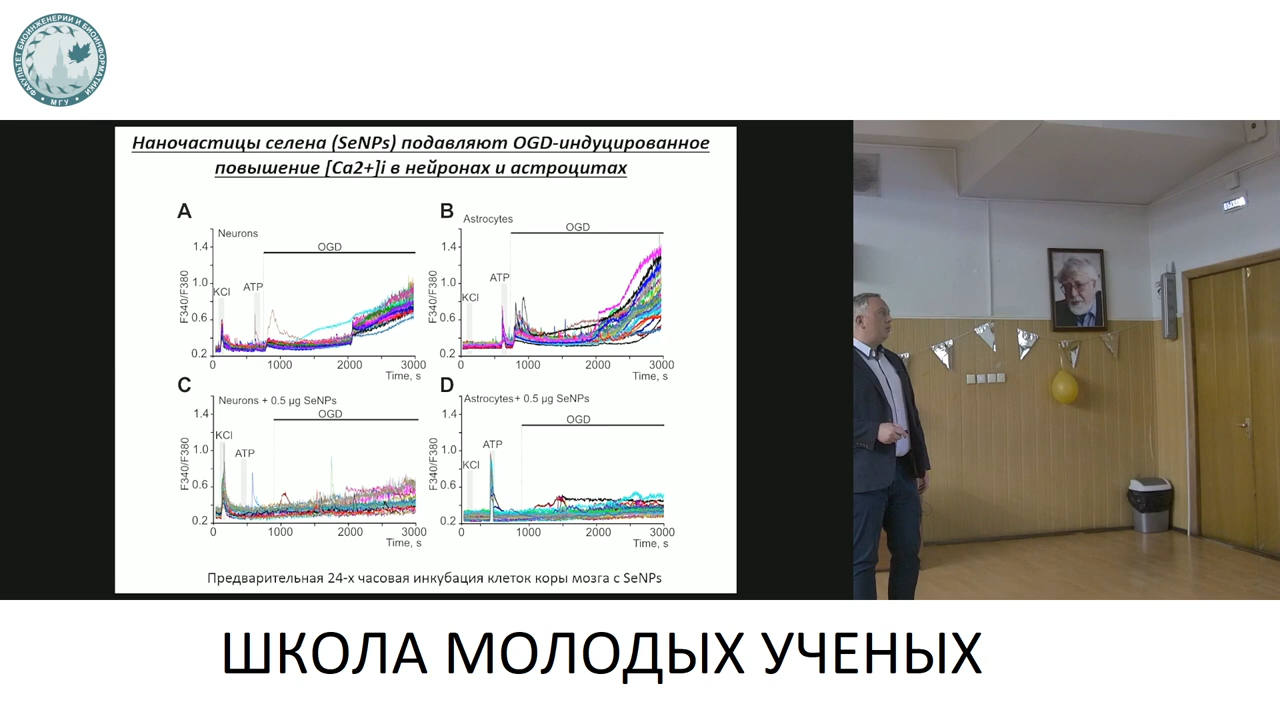 ФАКУЛЬТЕТ БИОИНЖЕНЕРИИ И БИОИНФОРМАТИКИ
МГУ
Наночастицы селена (SeNPs) подавляют OGD-индуцированное
повышение [Ca2+]i в нейронах и астроцитах
A
Neurons
OGD
KCl
ATP
F340/F380
1.4
1.0
0.6
0.2
0
1000
2000
3000
Time, s
B
Astrocytes
OGD
KCl
ATP
F340/F380
1.4
1.0
0.6
0.2
0
1000
2000
3000
Time, s
C
Neurons + 0.5 µg SeNPs
OGD
KCl
ATP
F340/F380
1.4
1.0
0.6
0.2
0
1000
2000
3000
Time, s
D
Astrocytes+ 0.5 µg SeNPs
OGD
KCl
ATP
F340/F380
1.4
1.0
0.6
0.2
0
1000
2000
3000
Time, s
Предварительная 24-х часовая инкубация клеток коры мозга с SeNPs
ВЫХОД
ШКОЛА МОЛОДЫХ УЧЕНЫХ